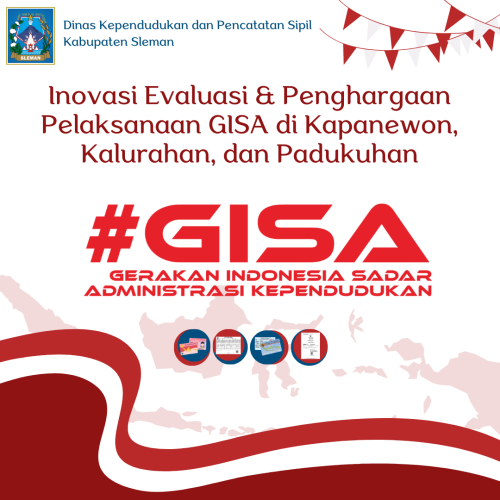 Dinas Kependudukan dan Pencatatan Sipil
Kabupaten Sleman
SLEMAN
Inovasi Evaluasi & Penghargaan
Pelaksanaan GISA di Kapanewon,
Kalurahan, dan Padukuhan
#GISA
GERAKAN INDONESIA SADAR
ADMINISTRASI KEPENDUDUKAN